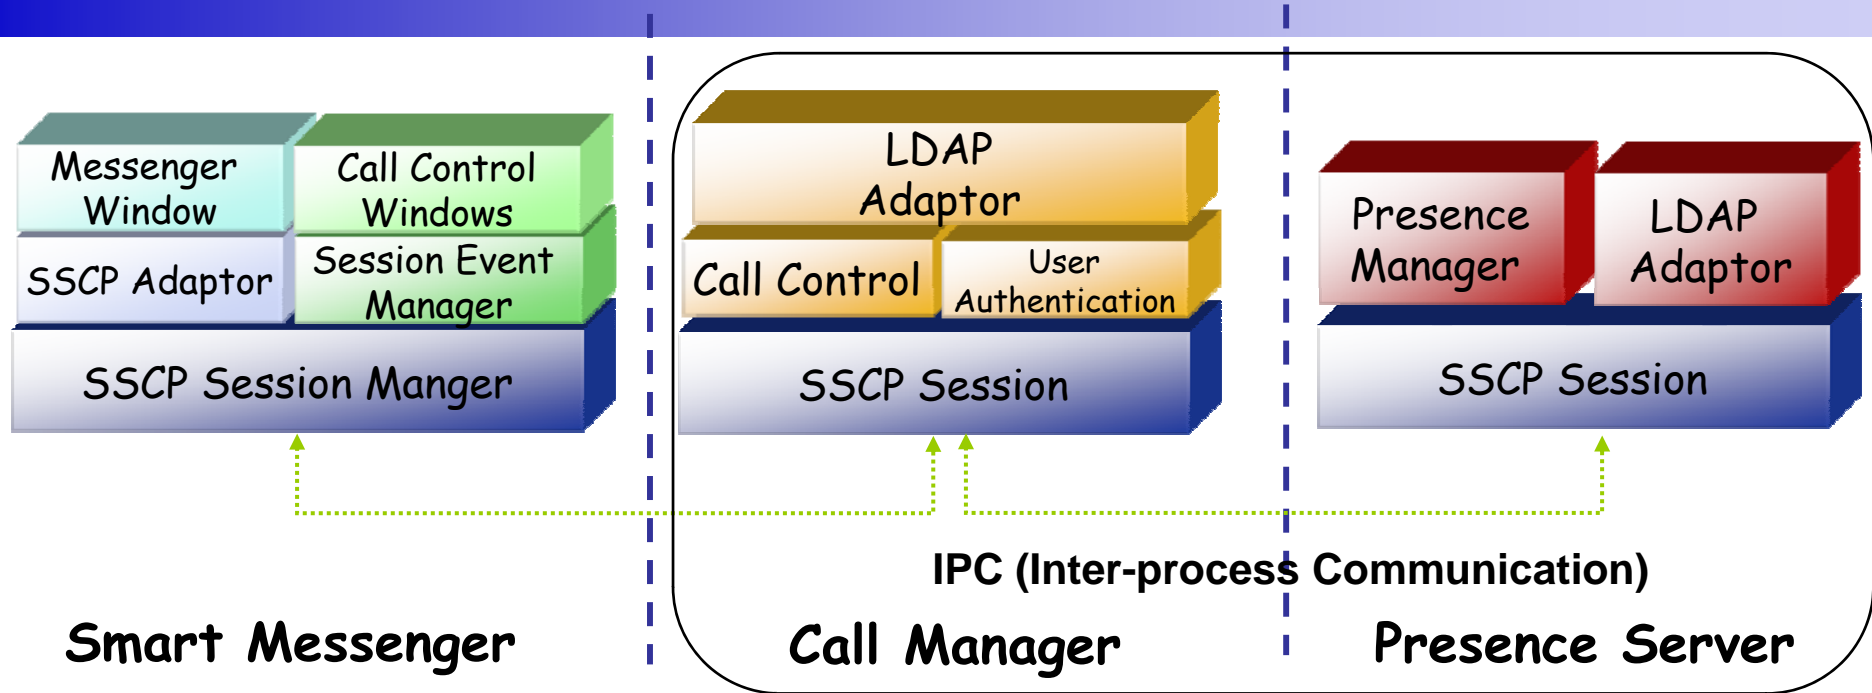 Messenger
Window
Call Control
Windows
SSCP Adaptor
Session Event
Manager
SSCP Session Manger
LDAP
Adaptor
Call Control
User
Authentication
SSCP Session
Presence
Manager
LDAP
Adaptor
SSCP Session
IPC (Inter-process Communication)
Smart Messenger
Call Manager
Presence Server